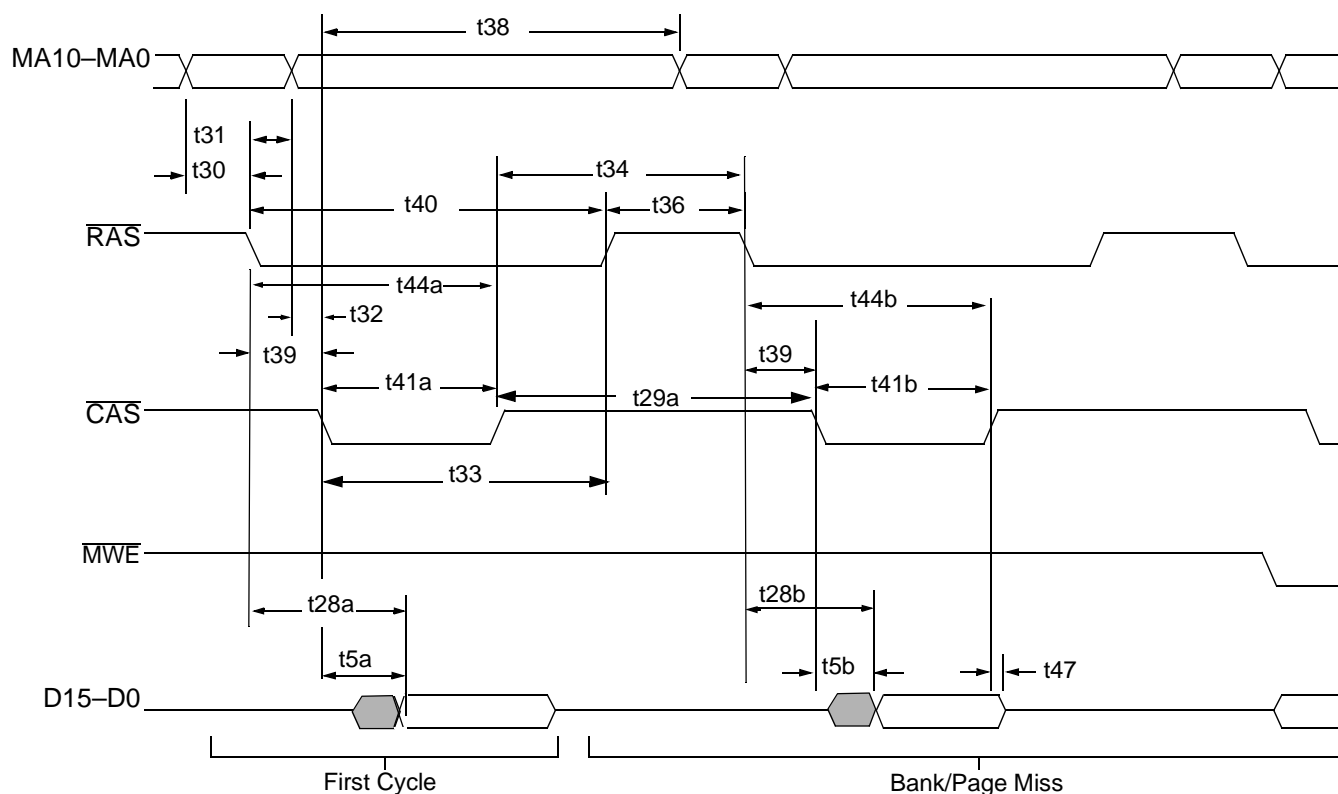 t38
MA10–MA0
t31
t30
t34
t40
t36
RAS
t44a
t44b
t32
t39
t39
t41a
t41b
t29a
CAS
t33
MWE
t28a
t28b
t5a
t5b
t47
D15–D0
First Cycle
Bank/Page Miss